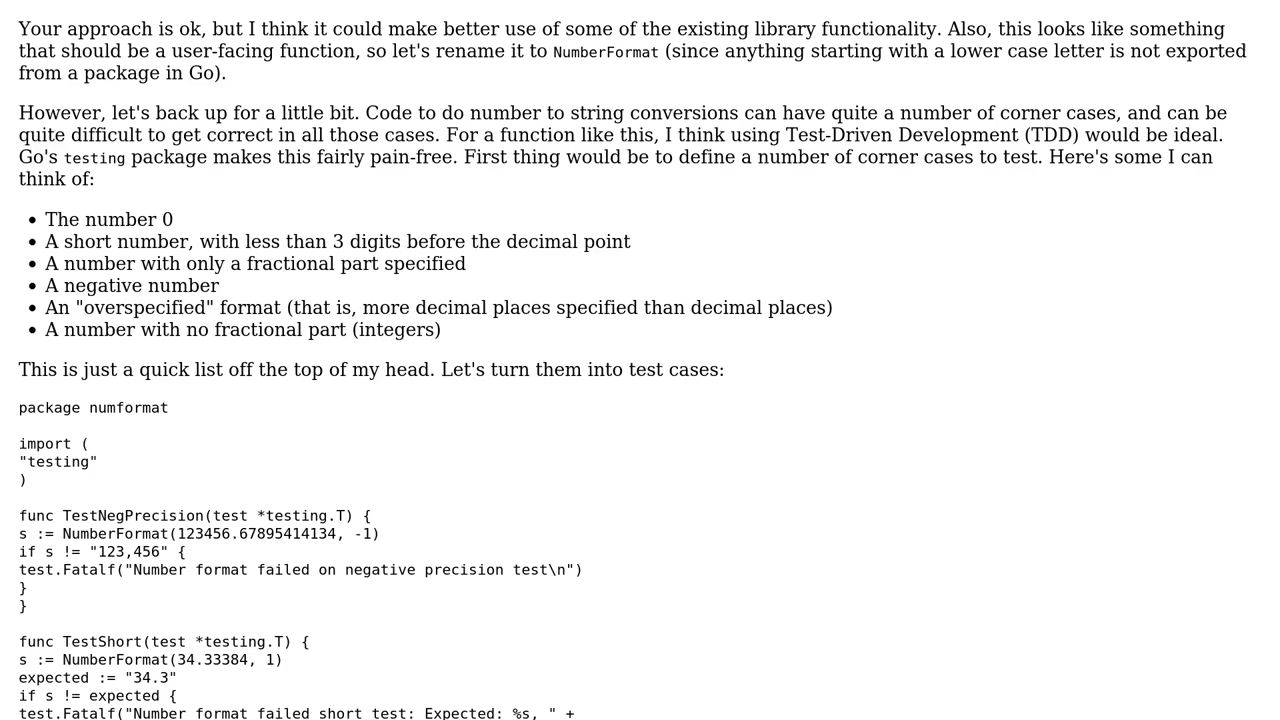 Your approach is ok, but I think it could make better use of some of the existing library functionality. Also, this looks like something
that should be a user-facing function, so let's rename it to NumberFormat (since anything starting with a lower case letter is not exported
from a package in Go).
However, let's back up for a little bit. Code to do number to string conversions can have quite a number of corner cases, and can be
quite difficult to get correct in all those cases. For a function like this, I think using Test-Driven Development (TDD) would be ideal.
Go's testing package makes this fairly pain-free. First thing would be to define a number of corner cases to test. Here's some I can
think of:
• The number 0
• A short number, with less than 3 digits before the decimal point
• A number with only a fractional part specified
• A negative number
• An "overspecified" format (that is, more decimal places specified than decimal places)
• A number with no fractional part (integers)
This is just a quick list off the top of my head. Let's turn them into test cases:
package numformat
import (
"testing"
)
func TestNegPrecision(test *testing.T) {
s := NumberFormat(123456.67895414134, -1)
if s != "123,456" {
test.Fatalf("Number format failed on negative precision test\n")
}
}
func TestShort(test *testing.T) {
s := NumberFormat(34.33384, 1)
expected := "34.3"
if s != expected {
test.Fatalf("Number format failed short test: Expected: %s, " +